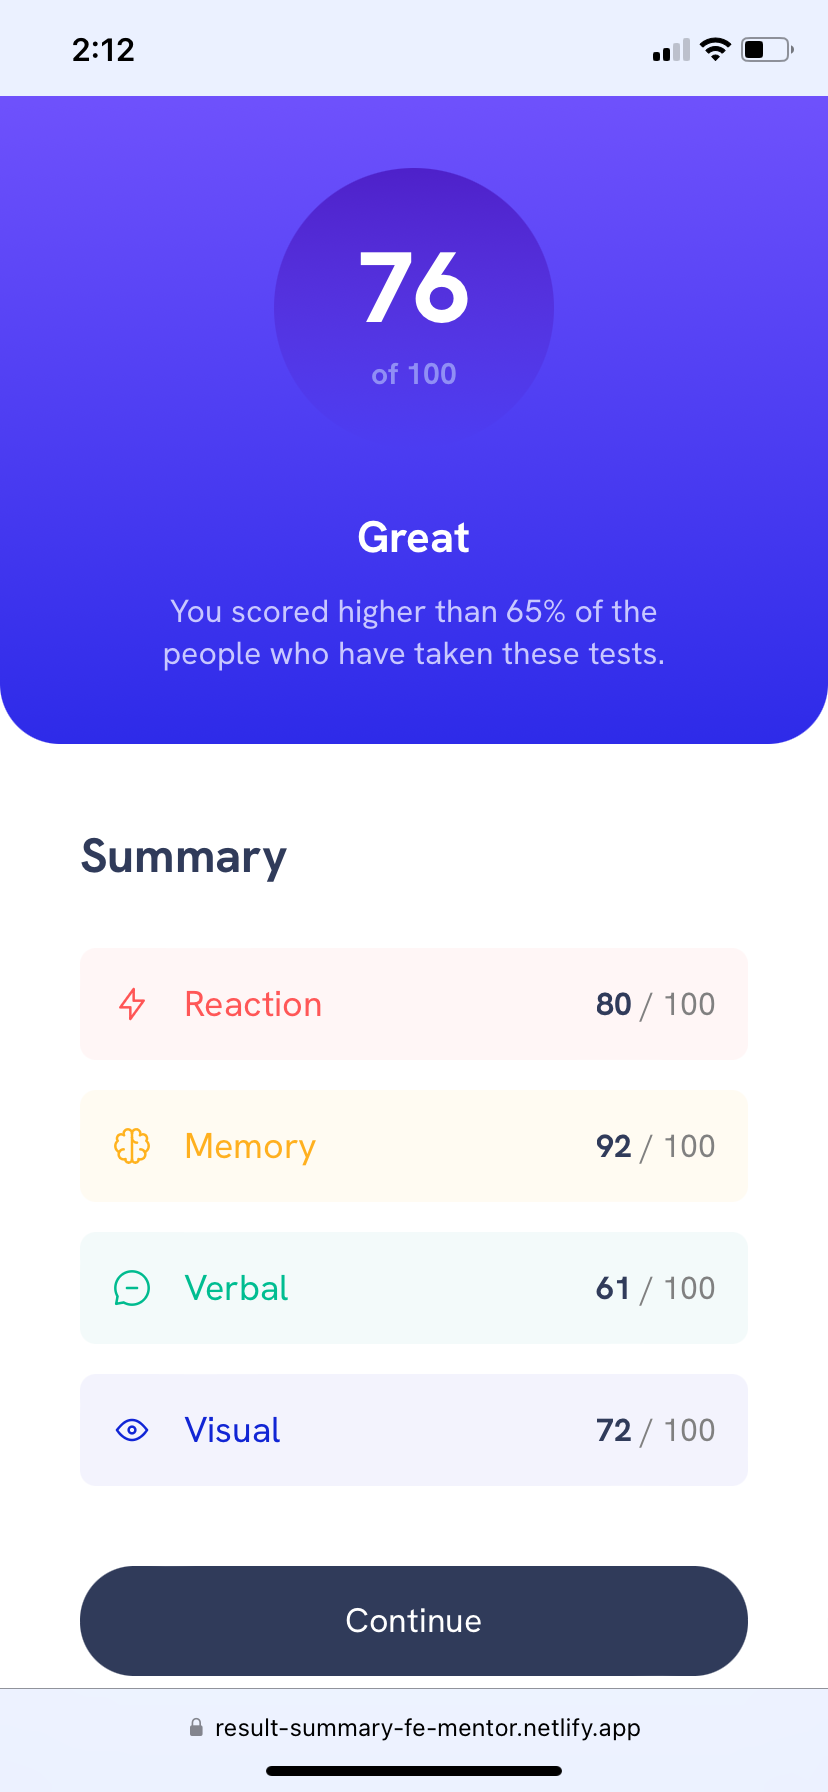 2:12
76
of 100
Great
You scored higher than 65% of the
people who have taken these tests.
Summary
Reaction 80 / 100
Memory 92 / 100
Verbal 61 / 100
Visual 72 / 100
Continue
result-summary-fe-mentor.netlify.app